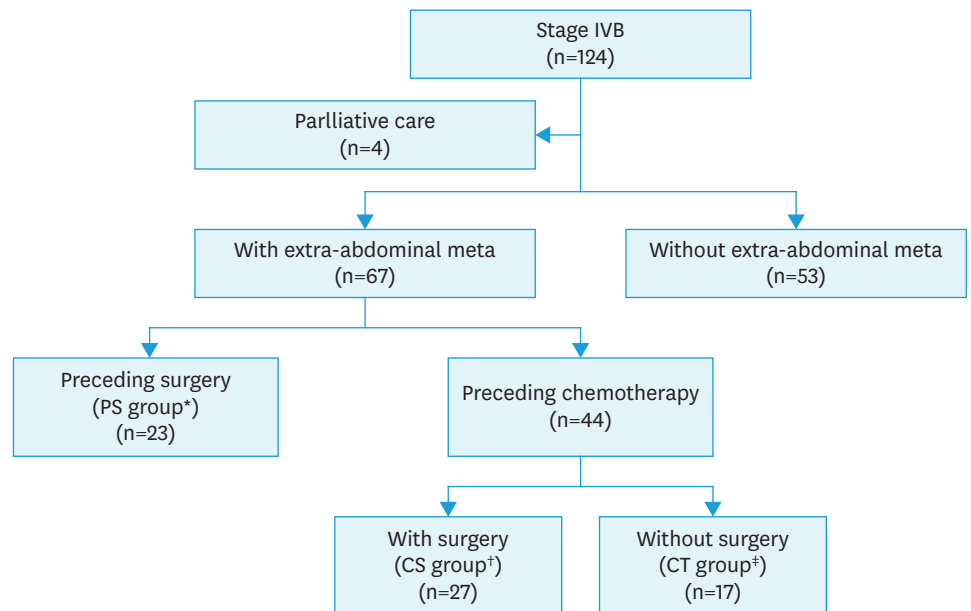 Stage IVB
(n=124)
Parlliative care
(n=4)
With extra-abdominal meta
(n=67)
Without extra-abdominal meta
(n=53)
Preceding surgery
(PS group*)
(n=23)
Preceding chemotherapy
(n=44)
With surgery
(CS group†)
(n=27)
Without surgery
(CT group‡)
(n=17)